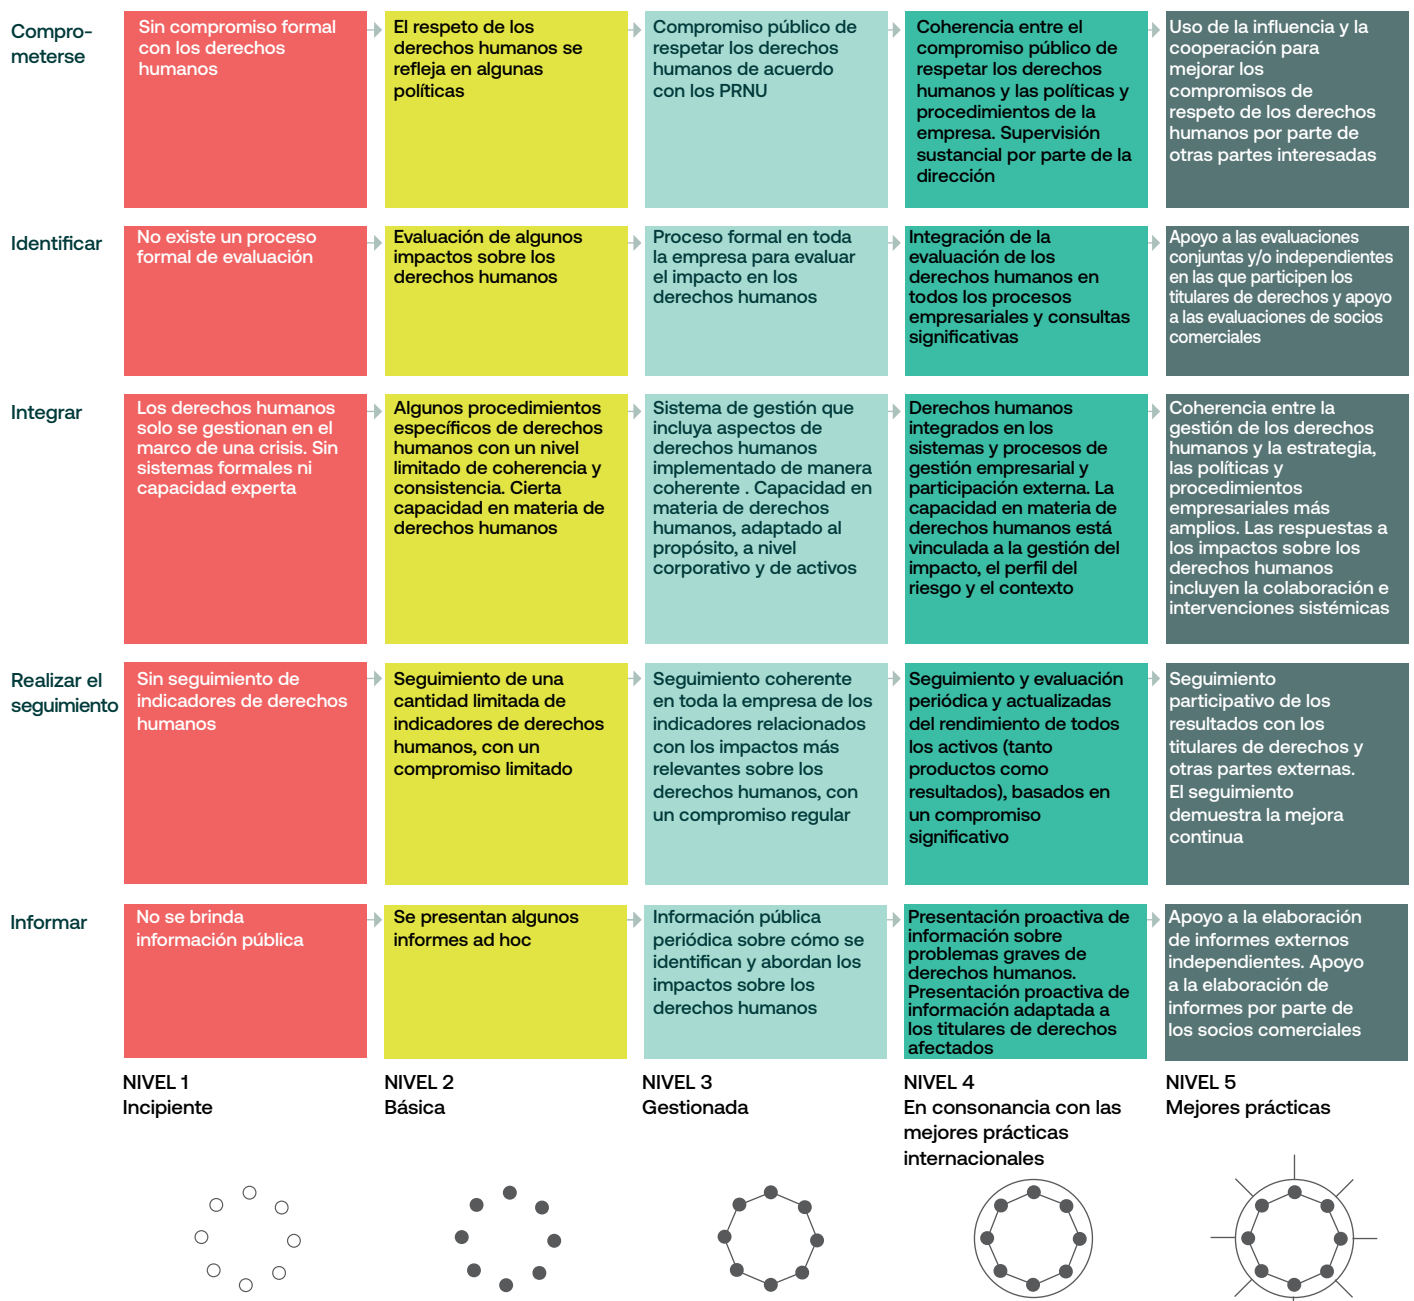 Compro-
meterse
Sin compromiso formal
con los derechos
humanos
El respeto de los
derechos humanos se
refleja en algunas
políticas
Compromiso público de
respetar los derechos
humanos de acuerdo
con los PRNU
Coherencia entre el
compromiso público de
respetar los derechos
humanos y las políticas y
procedimientos de la
empresa. Supervisión
sustancial por parte de la
dirección
Uso de la influencia y la
cooperación para
mejorar los
compromisos de
respeto de los derechos
humanos por parte de
otras partes interesadas
Identificar
No existe un proceso
formal de evaluación
Evaluación de algunos
impactos sobre los
derechos humanos
Proceso formal en toda
la empresa para evaluar
el impacto en los
derechos humanos
Integración de la
evaluación de los
derechos humanos en
todos los procesos
empresariales y consultas
significativas
Apoyo a las evaluaciones
conjuntas y/o independientes
en las que participen los
titulares de derechos y apoyo
a las evaluaciones de socios
comerciales
Integrar
Los derechos humanos
solo se gestionan en el
marco de una crisis. Sin
sistemas formales ni
capacidad experta
Algunos procedimientos
específicos de derechos
humanos con un nivel
limitado de coherencia y
consistencia. Cierta
capacidad en materia de
derechos humanos
Sistema de gestión que
incluya aspectos de
derechos humanos
implementado de manera
coherente . Capacidad en
materia de derechos
humanos, adaptado al
propósito, a nivel
corporativo y de activos
Derechos humanos
integrados en los
sistemas y procesos de
gestión empresarial y
participación externa. La
capacidad en materia de
derechos humanos está
vinculada a la gestión del
impacto, el perfil del
riesgo y el contexto
Coherencia entre la
gestión de los derechos
humanos y la estrategia,
las políticas y
procedimientos
empresariales más
amplios. Las respuestas a
los impactos sobre los
derechos humanos
incluyen la colaboración e
intervenciones sistémicas
Realizar el
seguimiento
Sin seguimiento de
indicadores de derechos
humanos
Seguimiento de una
cantidad limitada de
indicadores de derechos
humanos, con un
compromiso limitado
Seguimiento coherente
en toda la empresa de los
indicadores relacionados
con los impactos más
relevantes sobre los
derechos humanos, con
un compromiso regular
Seguimiento y evaluación
periódica y actualizadas
del rendimiento de todos
los activos (tanto
productos como
resultados), basados en
un compromiso
significativo
Seguimiento
participativo de los
resultados con los
titulares de derechos y
otras partes externas.
El seguimiento
demuestra la mejora
continua
Informar
No se brinda
información pública
Se presentan algunos
informes ad hoc
Información pública
periódica sobre cómo se
identifican y abordan los
impactos sobre los
derechos humanos
Presentación proactiva de
información sobre
problemas graves de
derechos humanos.
Presentación proactiva de
información adaptada a
los titulares de derechos
afectados
Apoyo a la elaboración
de informes externos
independientes. Apoyo
a la elaboración de
informes por parte de
los socios comerciales
NIVEL 1
Incipiente
NIVEL 2
Básica
NIVEL 3
Gestionada
NIVEL 4
En consonancia con las
mejores prácticas
internacionales
NIVEL 5
Mejores prácticas